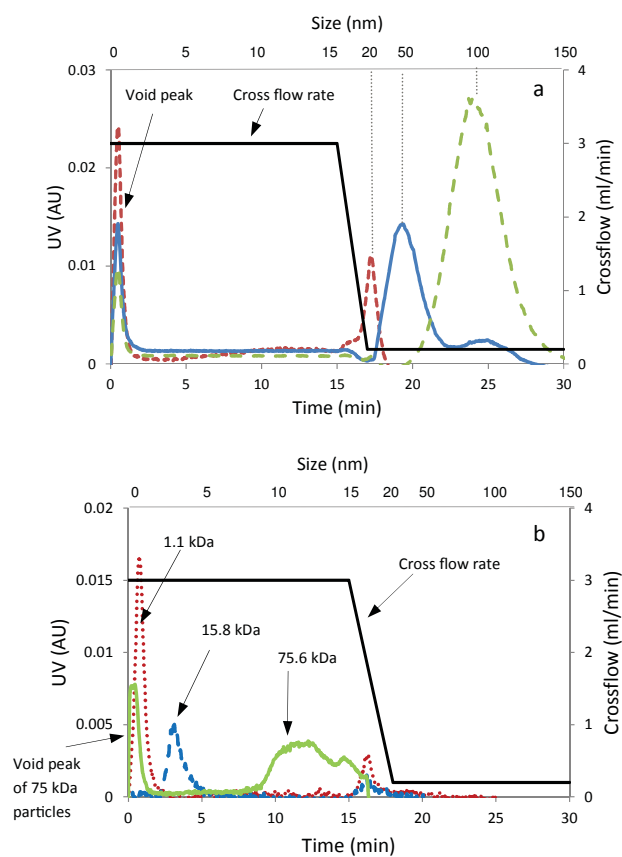 Size (nm)
0 5 10 15 20 50 100 150
0.03
0.02
0.01
0
UV (AU)
Void peak
Cross flow rate
a
4
3
2
1
0
Crossflow (ml/min)
0 5 10 15 20 25 30
Time (min)
Size (nm)
0 5 10 15 20 50 100 150
0.02
0.015
0.01
0.005
0
UV (AU)
1.1 kDa
15.8 kDa
75.6 kDa
Cross flow rate
b
Void peak
of 75 kDa
particles
4
3
2
1
0
Crossflow (ml/min)
0 5 10 15 20 25 30
Time (min)